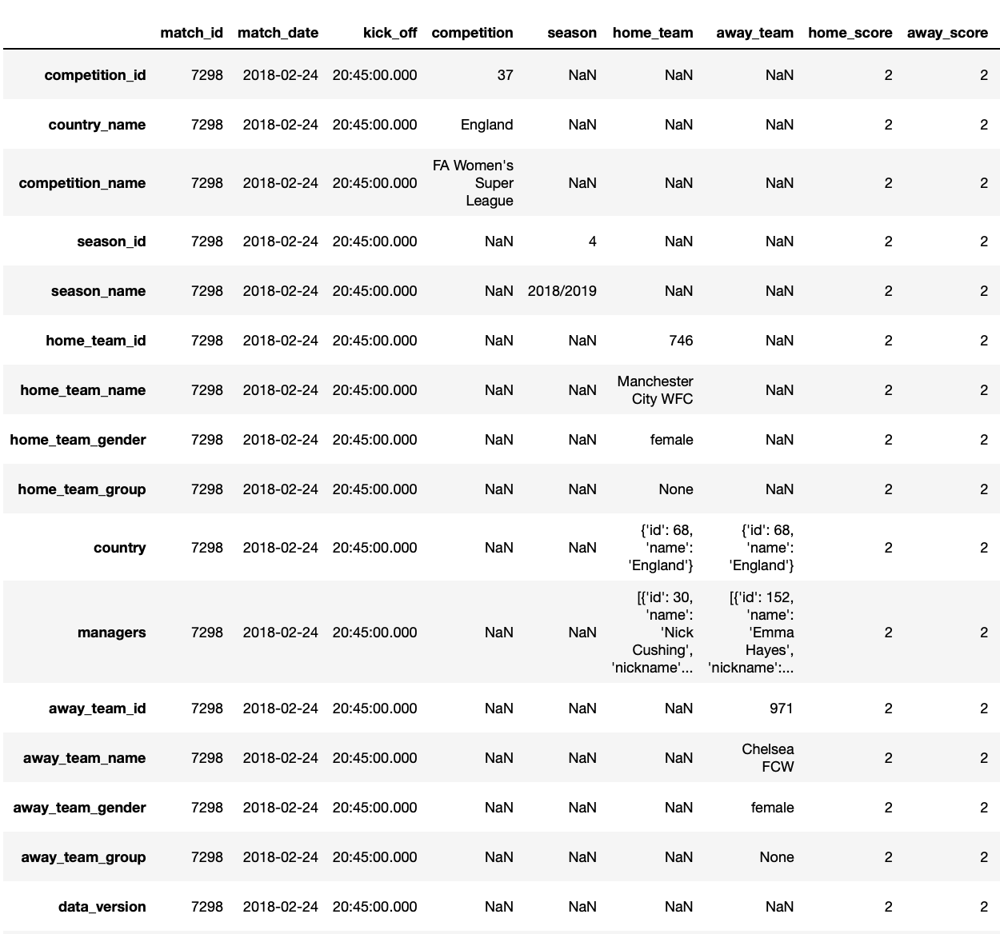 match_id match_date kick_off competition season home_team away_team home_score away_score
competition_id 7298 2018-02-24 20:45:00.000 37 NaN NaN NaN 2 2
country_name 7298 2018-02-24 20:45:00.000 England NaN NaN NaN 2 2
FA Women's
competition_name 7298 2018-02-24 20:45:00.000 Super NaN NaN NaN 2 2
League
season_id 7298 2018-02-24 20:45:00.000 NaN 4 NaN NaN 2 2
season_name 7298 2018-02-24 20:45:00.000 NaN 2018/2019 NaN NaN 2 2
home_team_id 7298 2018-02-24 20:45:00.000 NaN NaN 746 NaN 2 2
Manchester
home_team_name 7298 2018-02-24 20:45:00.000 NaN NaN City WFC NaN 2 2
home_team_gender 7298 2018-02-24 20:45:00.000 NaN NaN female NaN 2 2
home_team_group 7298 2018-02-24 20:45:00.000 NaN NaN None NaN 2 2
{'id': 68, {'id': 68,
country 7298 2018-02-24 20:45:00.000 NaN NaN 'name': 'name': 2 2
'England'} 'England'}
[{'id': 30, [{'id': 152,
'name': 'name':
managers 7298 2018-02-24 20:45:00.000 NaN NaN 'Nick 'Emma 2 2
Cushing', Hayes',
'nickname'... 'nickname':...
away_team_id 7298 2018-02-24 20:45:00.000 NaN NaN NaN 971 2 2
Chelsea
away_team_name 7298 2018-02-24 20:45:00.000 NaN NaN NaN FCW 2 2
away_team_gender 7298 2018-02-24 20:45:00.000 NaN NaN NaN female 2 2
away_team_group 7298 2018-02-24 20:45:00.000 NaN NaN NaN None 2 2
data_version 7298 2018-02-24 20:45:00.000 NaN NaN NaN NaN 2 2